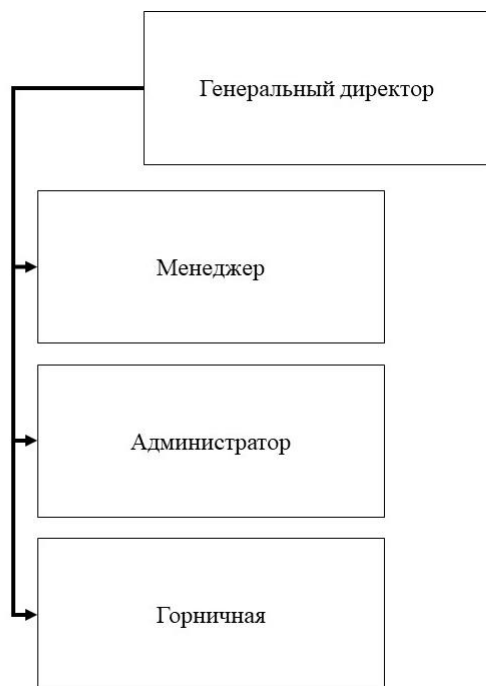 Генеральный директор
Менеджер
Администратор
Горничная